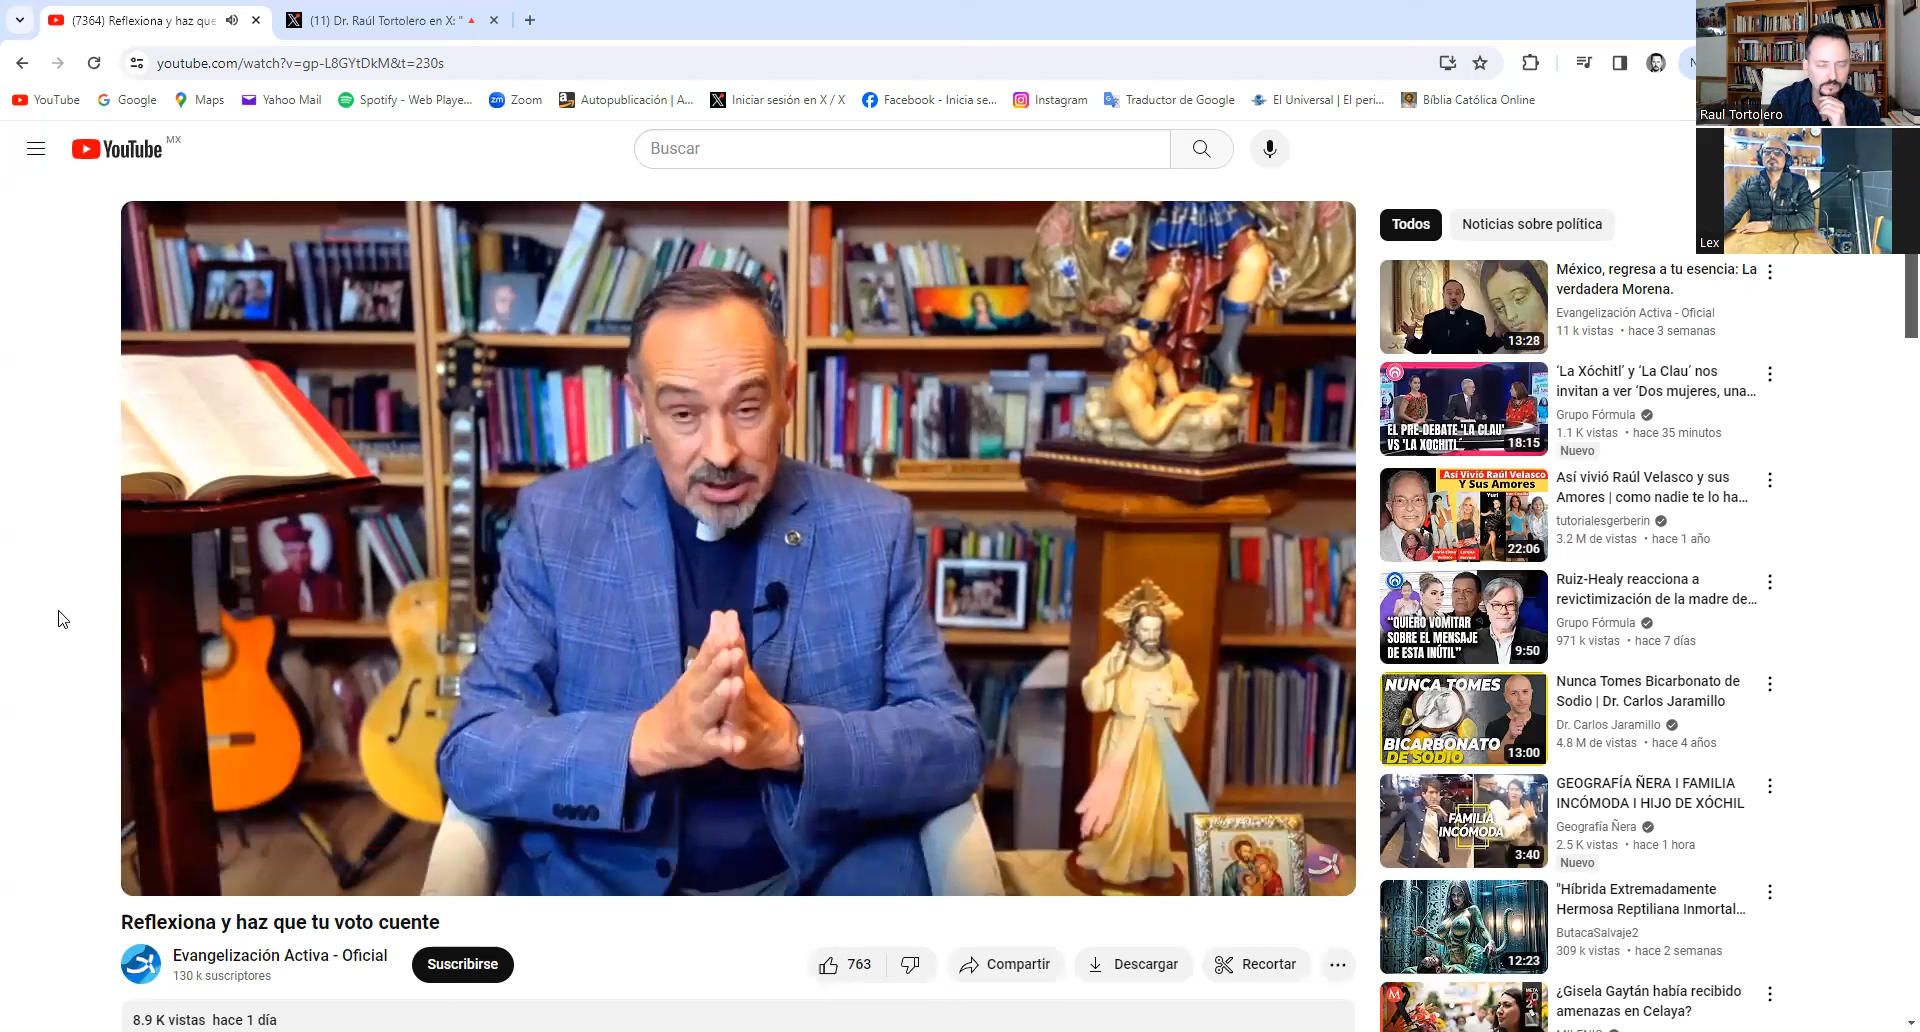 (7364) Reflexiona y haz que
(11) Dr. Raúl Tortolero en X: "
youtube.com/watch?v=gp-L8GYtDkM&t=230s
YouTube
Google
Maps
Yahoo Mail
Spotify - Web Playe...
Zoom
Autopublicación | A...
Iniciar sesión en X / X
Facebook - Inicia se...
Instagram
Traductor de Google
El Universal | El peri...
Bíblia Católica Online
Raul Tortolero
Lex
YouTube MX
Buscar
Todos
Noticias sobre política
México, regresa a tu esencia: La
verdadera Morena.
Evangelización Activa - Oficial
11 k vistas • hace 3 semanas
13:28
'La Xóchitl' y 'La Clau' nos
invitan a ver 'Dos mujeres, una...
Grupo Fórmula
1.1 K vistas • hace 35 minutos
Nuevo
EL PRE-DEBATE 'LA CLAU'
VS 'LA XOCHITL'
18:15
Así vivió Raúl Velasco y sus
Amores | como nadie te lo ha...
tutorialesgerberin
3.2 M de vistas • hace 1 año
Así Vivió Raúl Velasco
Y Sus Amores
Yuri
22:06
Ruiz-Healy reacciona a
revictimización de la madre de...
Grupo Fórmula
971 k vistas • hace 7 días
"QUIERO VOMITAR
SOBRE EL MENSAJE
DE ESTA INÚTIL"
9:50
Nunca Tomes Bicarbonato de
Sodio | Dr. Carlos Jaramillo
Dr. Carlos Jaramillo
4.8 M de vistas • hace 4 años
NUNCA TOMES
BICARBONATO
DE SODIO
13:00
GEOGRAFÍA ÑERA I FAMILIA
INCÓMODA I HIJO DE XÓCHIL
Geografía Ñera
2.5 K vistas • hace 1 hora
Nuevo
FAMILIA
INCÓMODA
3:40
"Híbrida Extremadamente
Hermosa Reptiliana Inmortal...
ButacaSalvaje2
309 k vistas • hace 2 semanas
12:23
¿Gisela Gaytán había recibido
amenazas en Celaya?
Reflexiona y haz que tu voto cuente
Evangelización Activa - Oficial
130 k suscriptores
Suscribirse
763
Compartir
Descargar
Recortar
8.9 K vistas hace 1 día